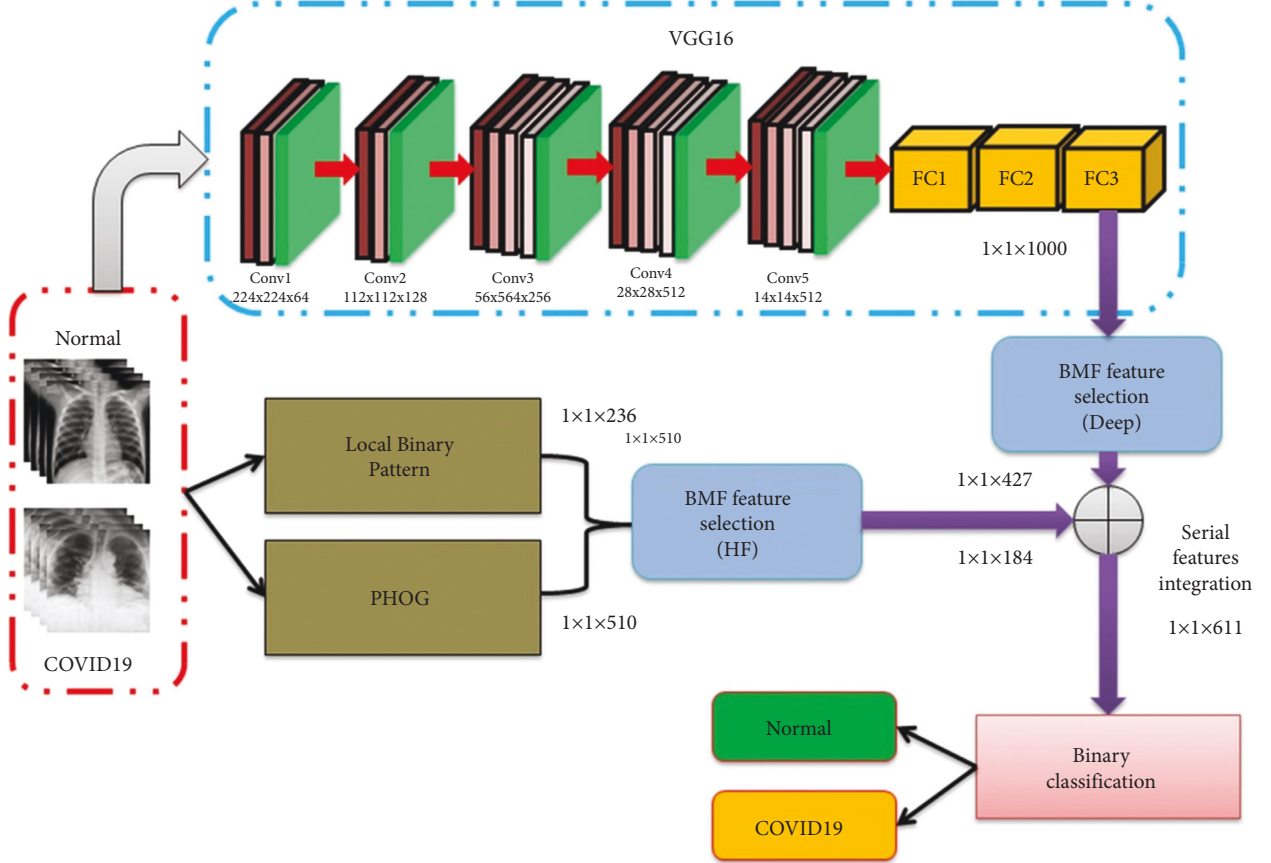 VGG16
FC1
FC2
FC3
1×1×1000
Conv1
224x224x64
Conv2
112x112x128
Conv3
56x564x256
Conv4
28x28x512
Conv5
14x14x512
Normal
COVID19
Local Binary
Pattern
PHOG
1×1×236
1×1×510
1×1×510
BMF feature
selection
(HF)
BMF feature
selection
(Deep)
1×1×427
1×1×184
Serial
features
integration
1×1×611
Binary
classification
Normal
COVID19